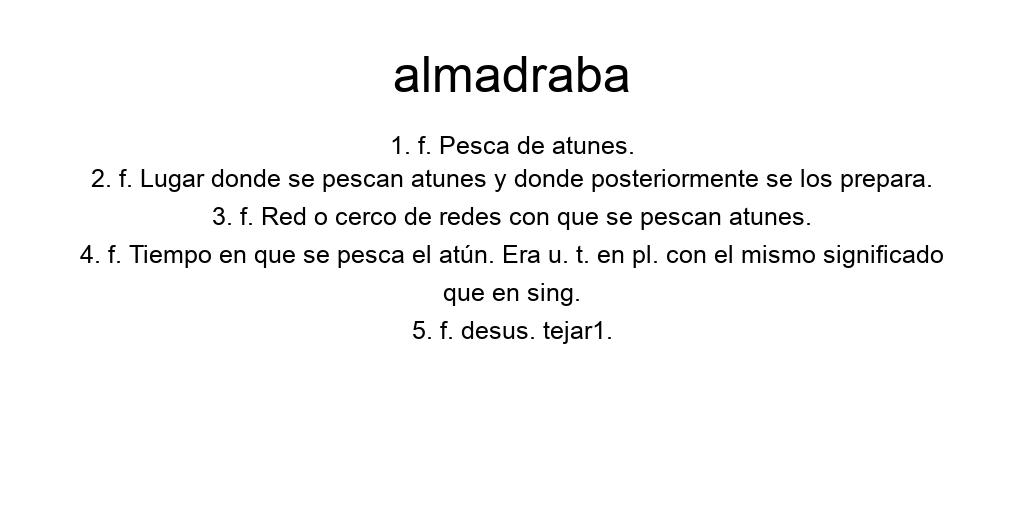 almadraba
1. f. Pesca de atunes.
2. f. Lugar donde se pescan atunes y donde posteriormente se los prepara.
3. f. Red o cerco de redes con que se pescan atunes.
4. f. Tiempo en que se pesca el atún. Era u. t. en pl. con el mismo significado
que en sing.
5. f. desus. tejar1.